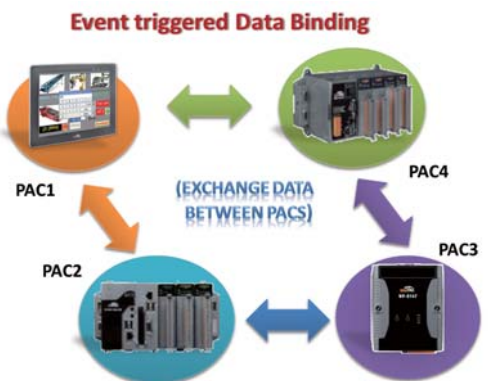 Event triggered Data Binding
PAC1
PAC4
(EXCHANGE DATA
BETWEEN PACS)
PAC2
PAC3